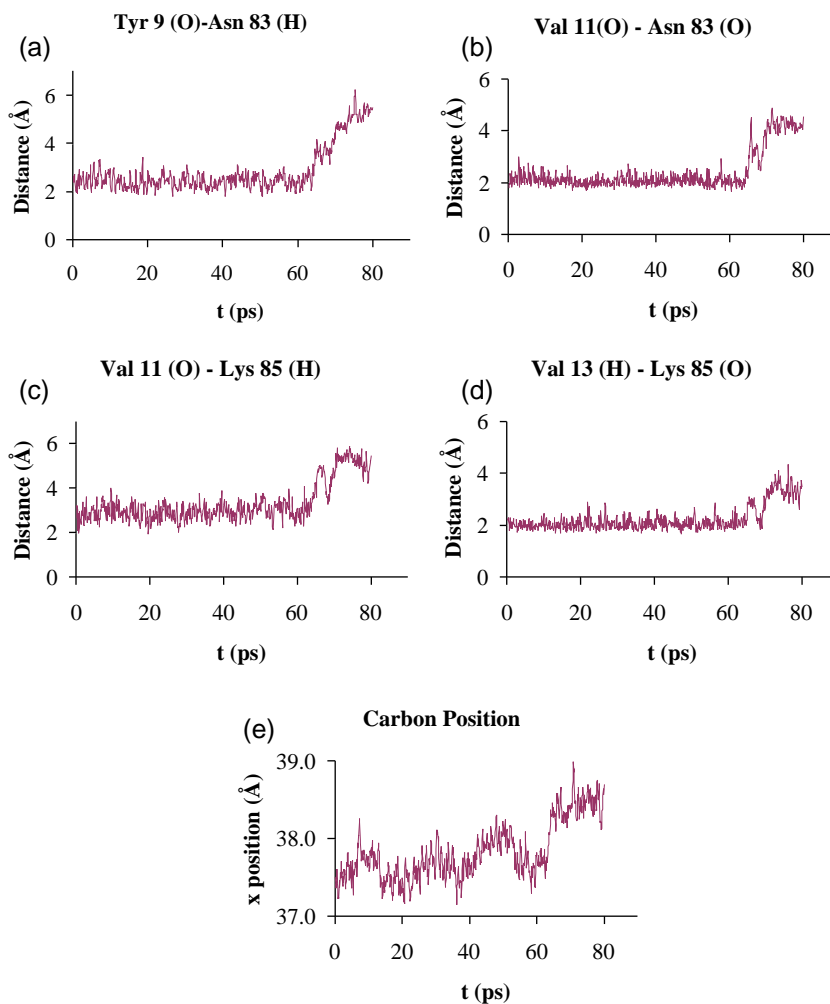 Tyr 9 (O)-Asn 83 (H)
(a)
Distance (Å)
6
4
2
0
0 20 40 60 80
t (ps)
Val 11(O) - Asn 83 (O)
(b)
Distance (Å)
6
4
2
0
0 20 40 60 80
t (ps)
Val 11 (O) - Lys 85 (H)
(c)
Distance (Å)
6
4
2
0
0 20 40 60 80
t (ps)
Val 13 (H) - Lys 85 (O)
(d)
Distance (Å)
6
4
2
0
0 20 40 60 80
t (ps)
Carbon Position
(e)
x position (Å)
39.0
38.0
37.0
0 20 40 60 80
t (ps)